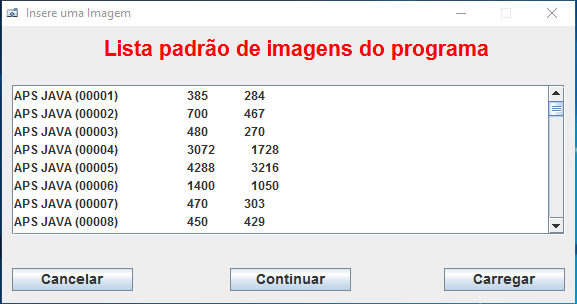 Insere uma Imagem
Lista padrão de imagens do programa
APS JAVA (00001) 385 284
APS JAVA (00002) 700 467
APS JAVA (00003) 480 270
APS JAVA (00004) 3072 1728
APS JAVA (00005) 4288 3216
APS JAVA (00006) 1400 1050
APS JAVA (00007) 470 303
APS JAVA (00008) 450 429
Cancelar Continuar Carregar